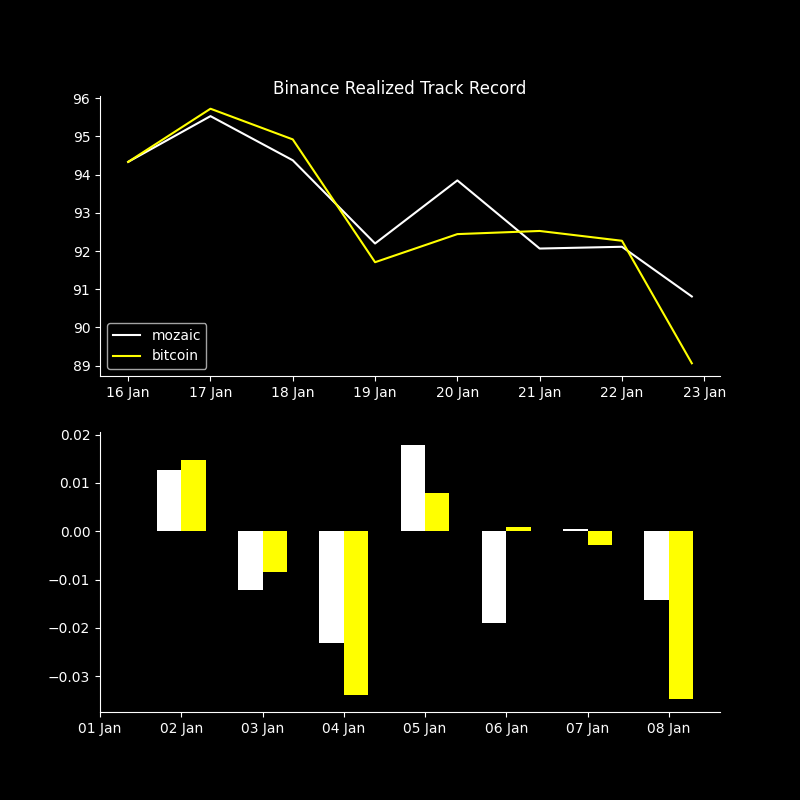 Binance Realized Track Record
96
95
94
93
92
91
90
89
mozaic
bitcoin
16 Jan 17 Jan 18 Jan 19 Jan 20 Jan 21 Jan 22 Jan 23 Jan
0.02
0.01
0.00
−0.01
−0.02
−0.03
01 Jan 02 Jan 03 Jan 04 Jan 05 Jan 06 Jan 07 Jan 08 Jan